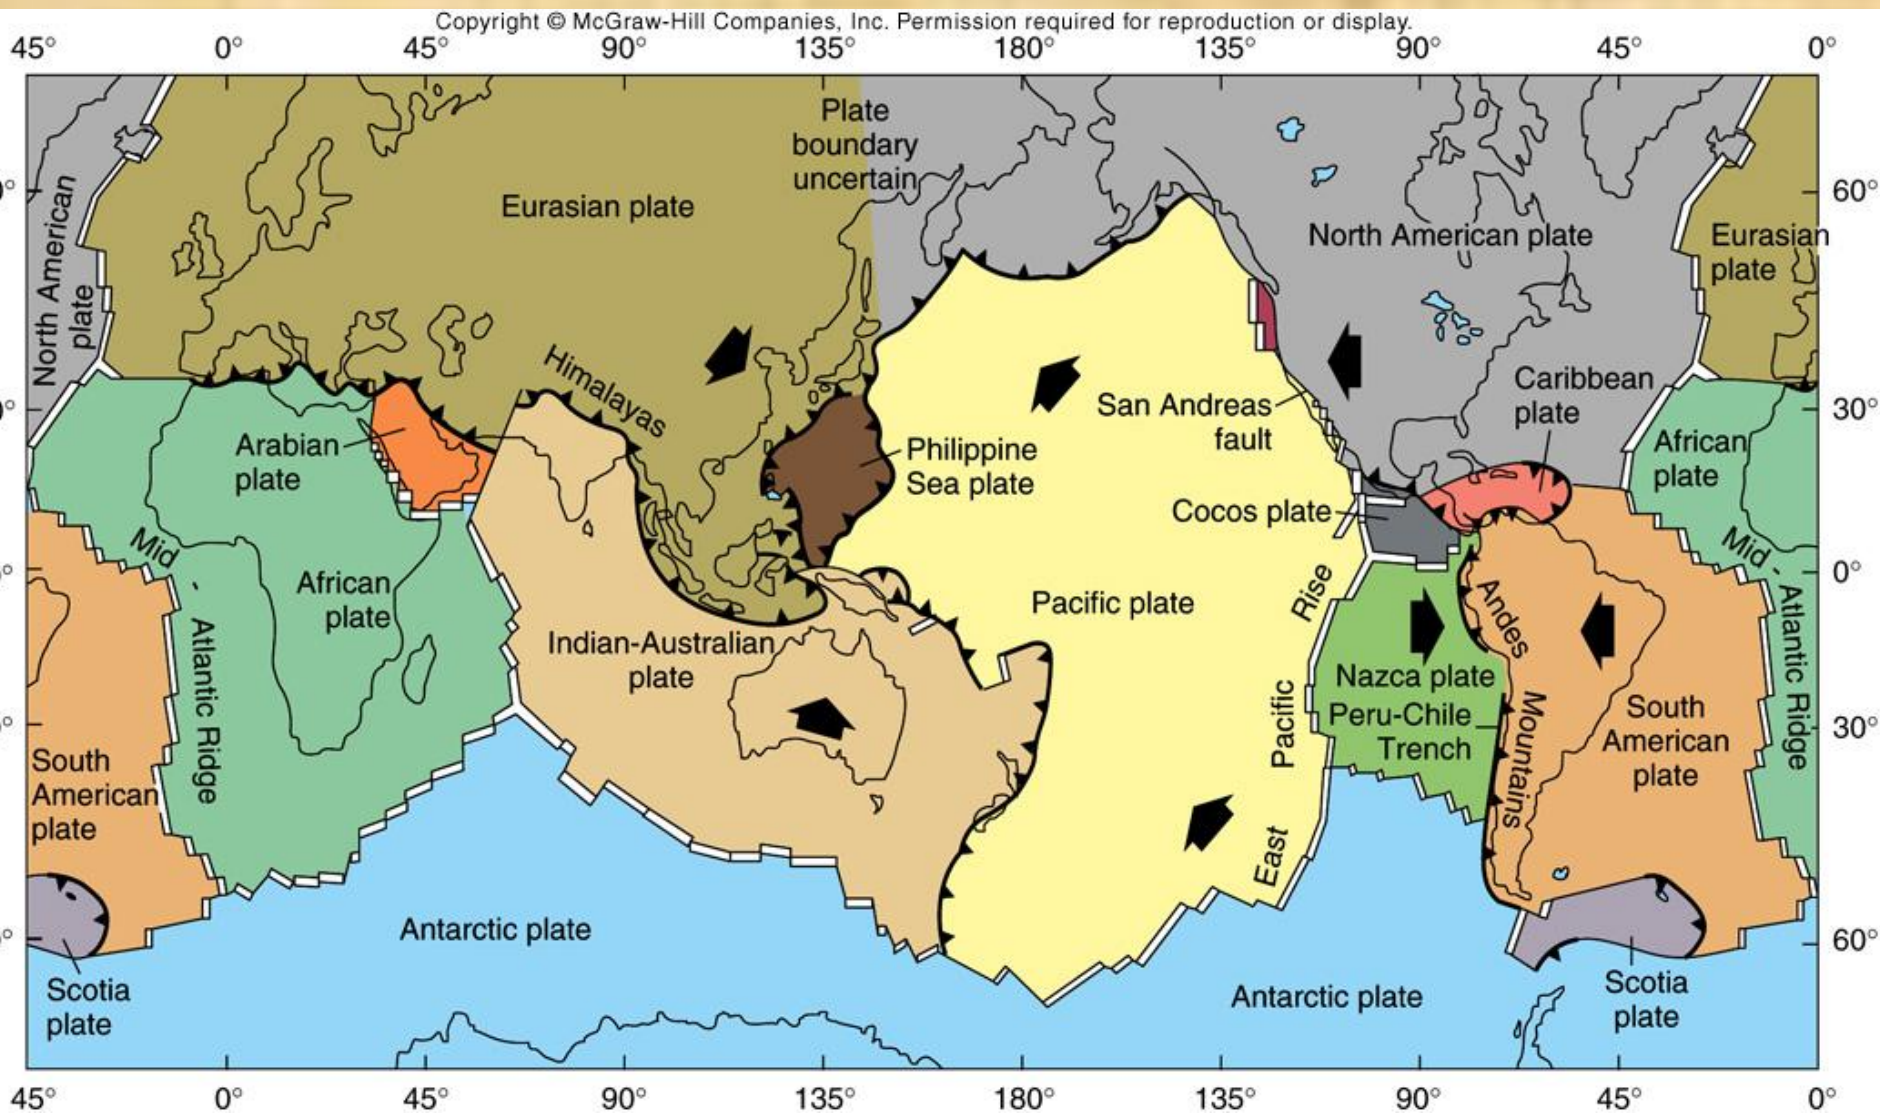 Copyright © McGraw-Hill Companies, Inc. Permission required for reproduction or display.
45° 0° 45° 90° 135° 180° 135° 90° 45° 0°
Plate
boundary
uncertain
60°
North American
plate
Eurasian plate
North American plate
Eurasian
plate
Himalayas
San Andreas
fault
Caribbean
plate
30°
Arabian
plate
Philippine
Sea plate
African
plate
Cocos plate
Mid - Atlantic Ridge
African
plate
Indian-Australian
plate
Pacific plate
East Pacific Rise
Andes Mountains
Mid - Atlantic Ridge
0°
Nazca plate
Peru-Chile
Trench
South
American
plate
30°
South
American
plate
Antarctic plate
60°
Scotia
plate
Antarctic plate
Scotia
plate
45° 0° 45° 90° 135° 180° 135° 90° 45° 0°